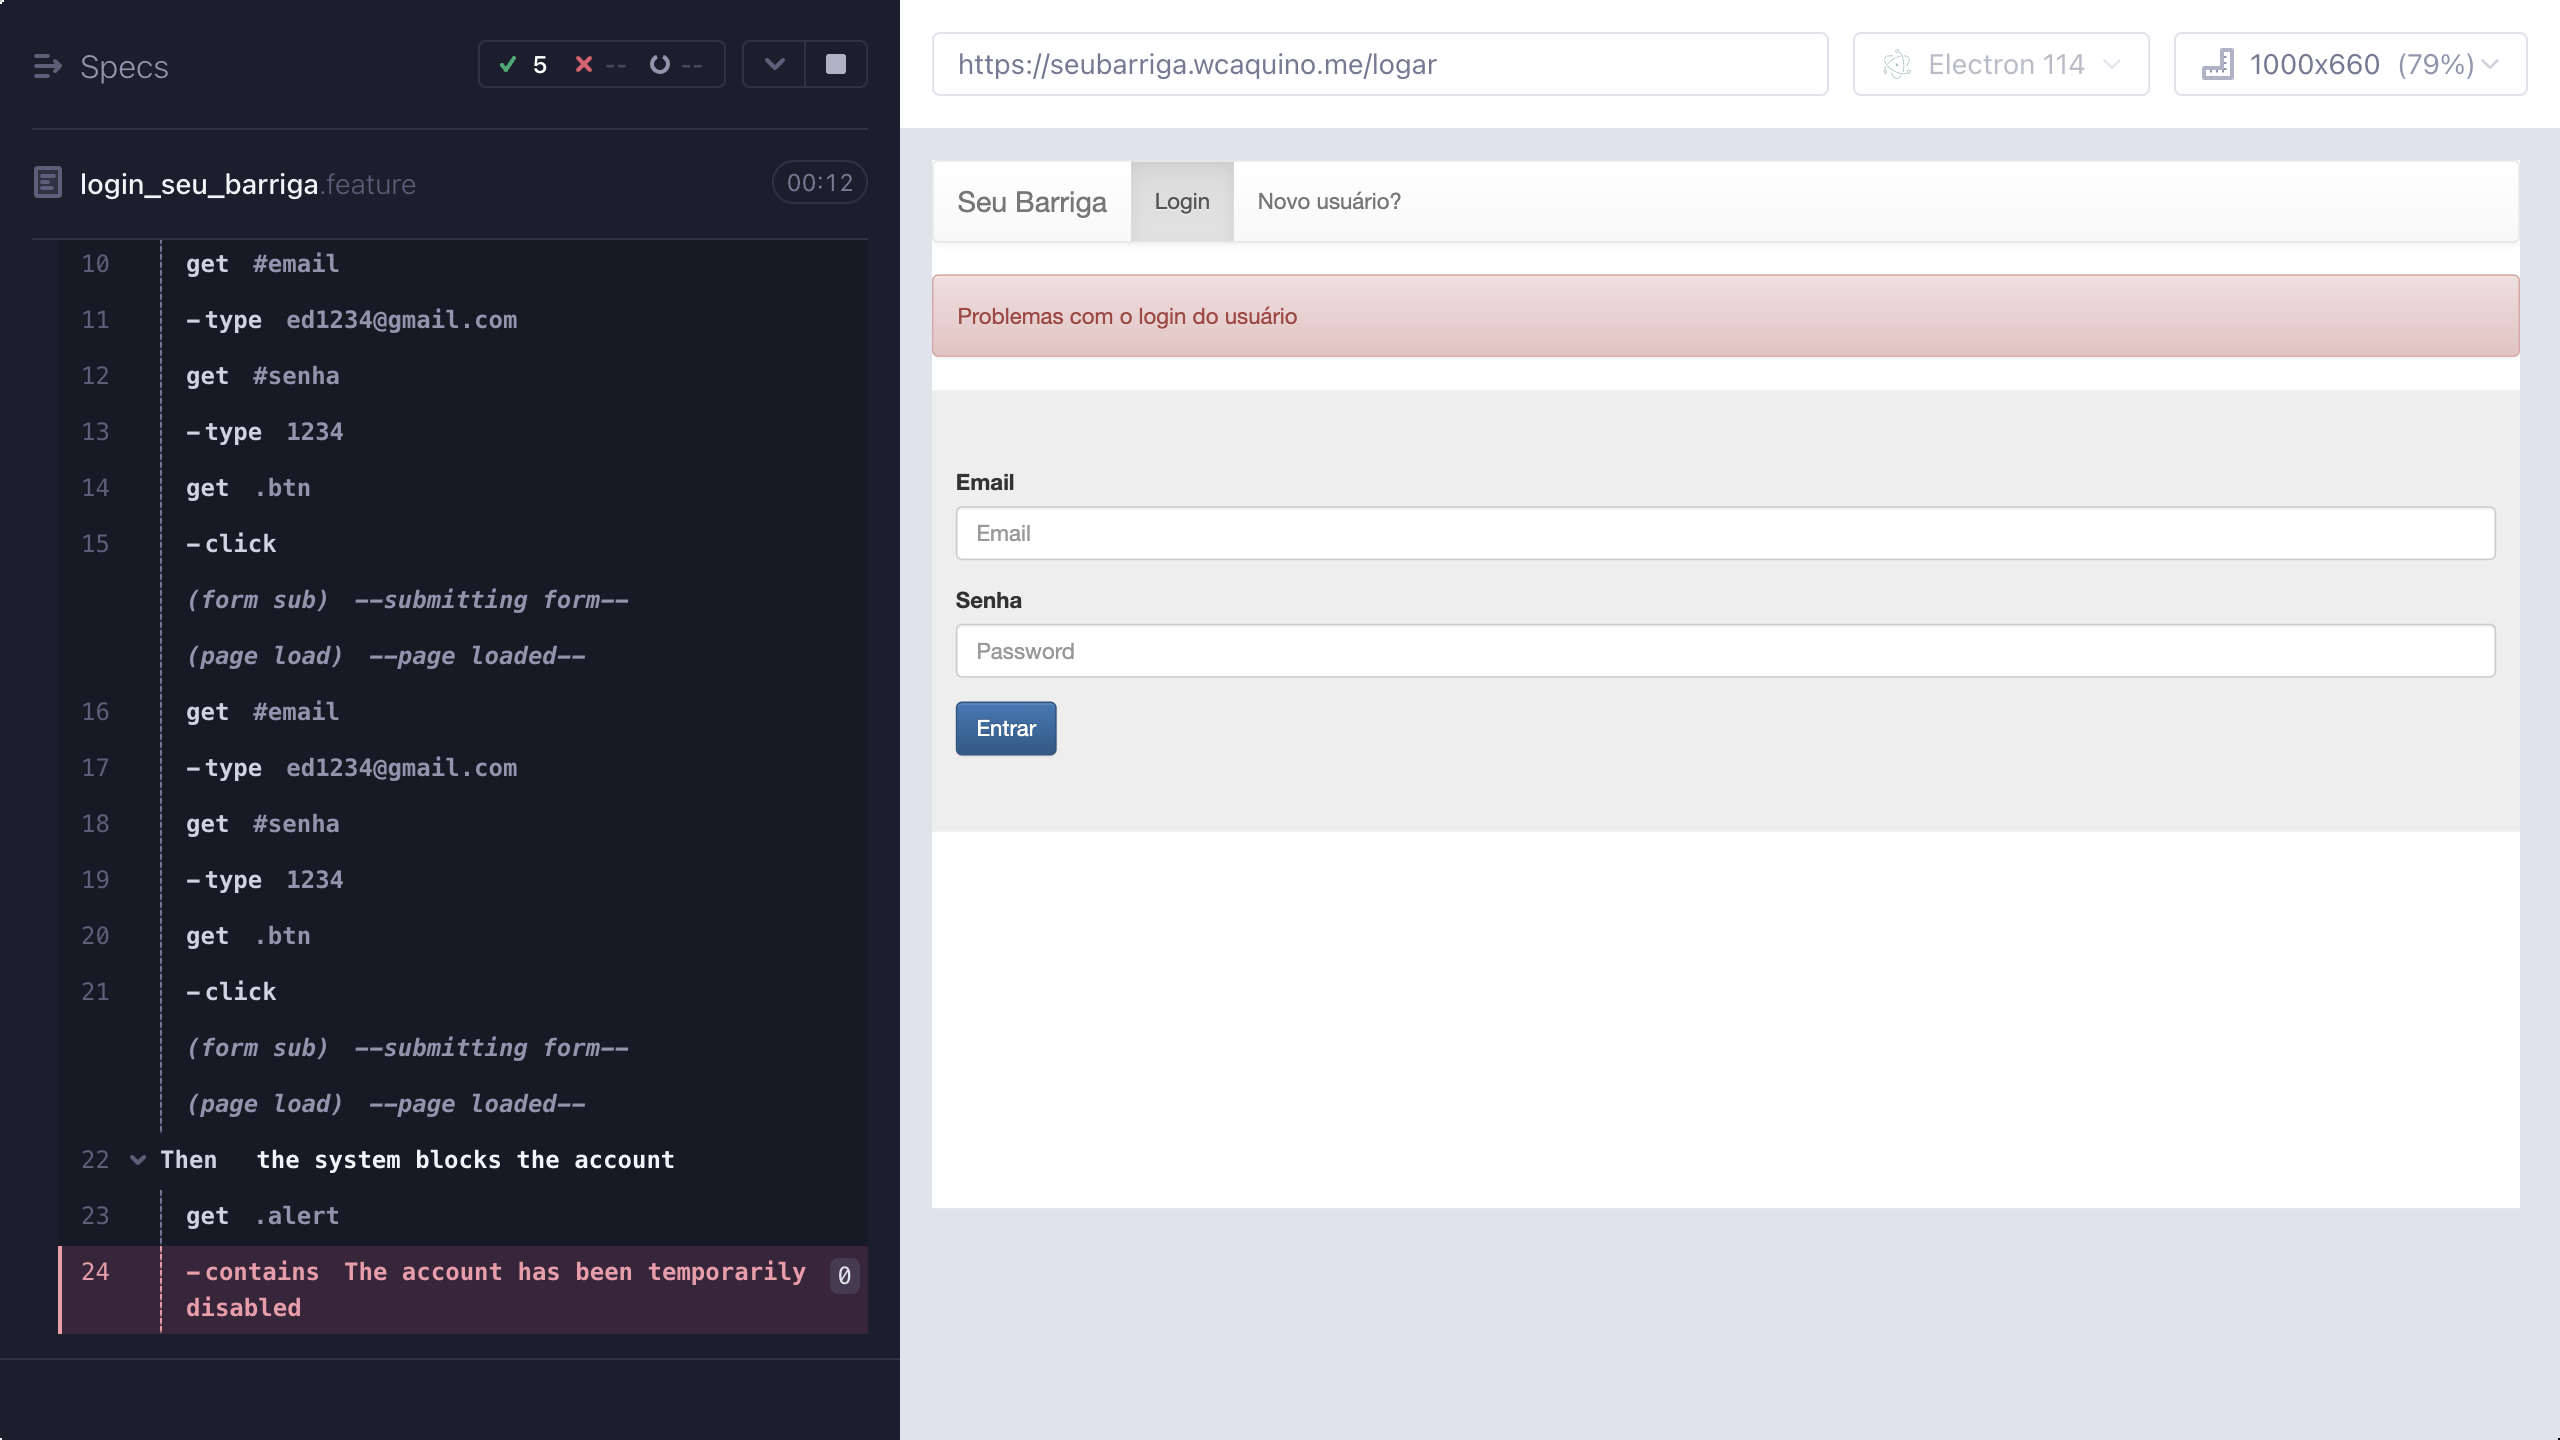 Specs
5 -- --
login_seu_barriga.feature 00:12
10 get #email
11 -type ed1234@gmail.com
12 get #senha
13 -type 1234
14 get .btn
15 -click
(form sub) --submitting form--
(page load) --page loaded--
16 get #email
17 -type ed1234@gmail.com
18 get #senha
19 -type 1234
20 get .btn
21 -click
(form sub) --submitting form--
(page load) --page loaded--
22 Then the system blocks the account
23 get .alert
24 -contains The account has been temporarily 0
disabled
https://seubarriga.wcaquino.me/logar
Electron 114
1000x660 (79%)
Seu Barriga Login Novo usuário?
Problemas com o login do usuário
Email
Email
Senha
Password
Entrar